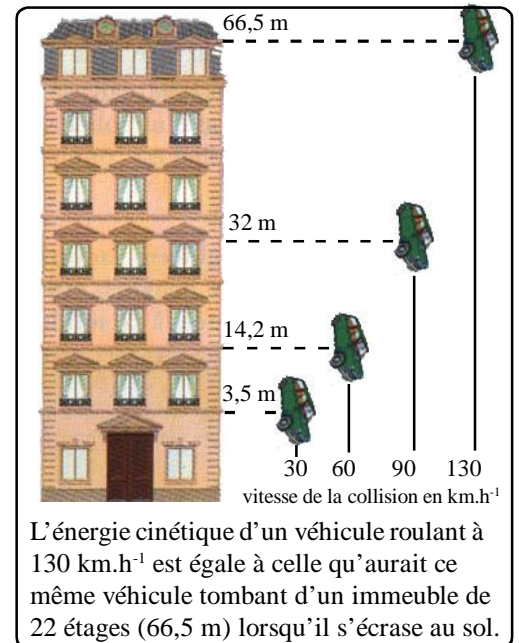 66,5 m
32 m
14,2 m
3,5 m
30 60 90 130
vitesse de la collision en km.h-1
L’énergie cinétique d’un véhicule roulant à
130 km.h-1 est égale à celle qu’aurait ce
même véhicule tombant d’un immeuble de
22 étages (66,5 m) lorsqu’il s’écrase au sol.